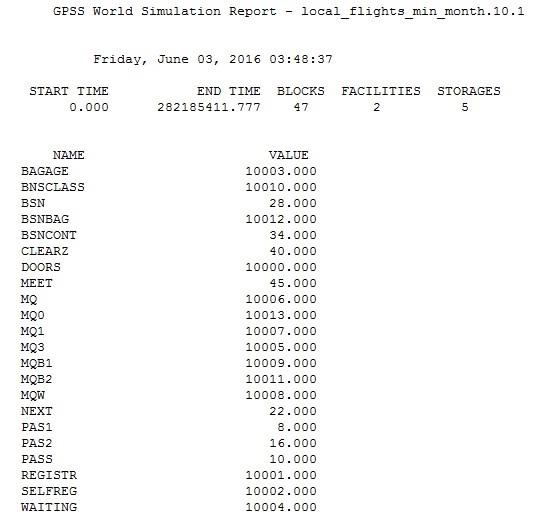 GPSS World Simulation Report - local_flights_min_month.10.1
Friday, June 03, 2016 03:48:37
START TIME END TIME BLOCKS FACILITIES STORAGES
0.000 282185411.777 47 2 5
NAME VALUE
BAGAGE 10003.000
BNSCLASS 10010.000
BSN 28.000
BSNBAG 10012.000
BSNCONT 34.000
CLEARZ 40.000
DOORS 10000.000
MEET 45.000
MQ 10006.000
MQ0 10013.000
MQ1 10007.000
MQ3 10005.000
MQB1 10009.000
MQB2 10011.000
MQW 10008.000
NEXT 22.000
PAS1 8.000
PAS2 16.000
PASS 10.000
REGISTR 10001.000
SELFREG 10002.000
WAITING 10004.000